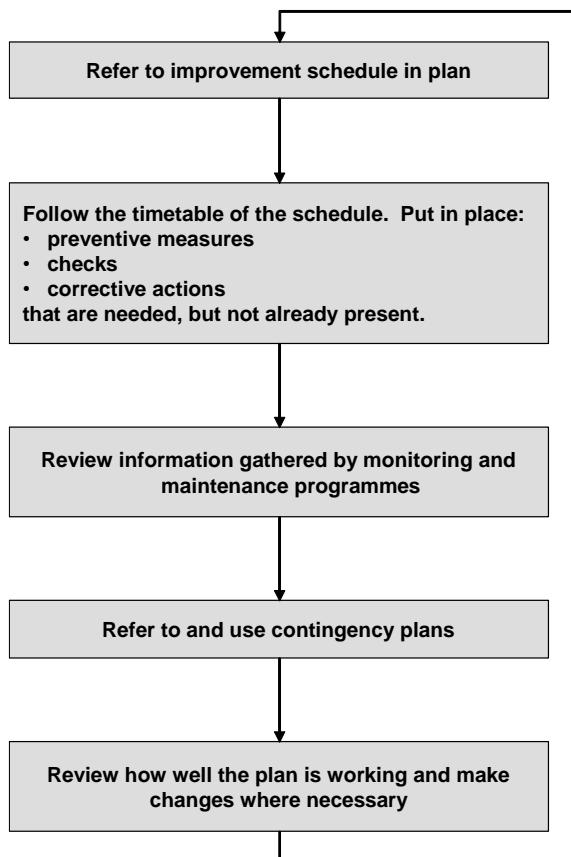 Refer to improvement schedule in plan
Follow the timetable of the schedule.  Put in place:
• preventive measures
• checks
• corrective actions
that are needed, but not already present.
Review information gathered by monitoring and
maintenance programmes
Refer to and use contingency plans
Review how well the plan is working and make
changes where necessary